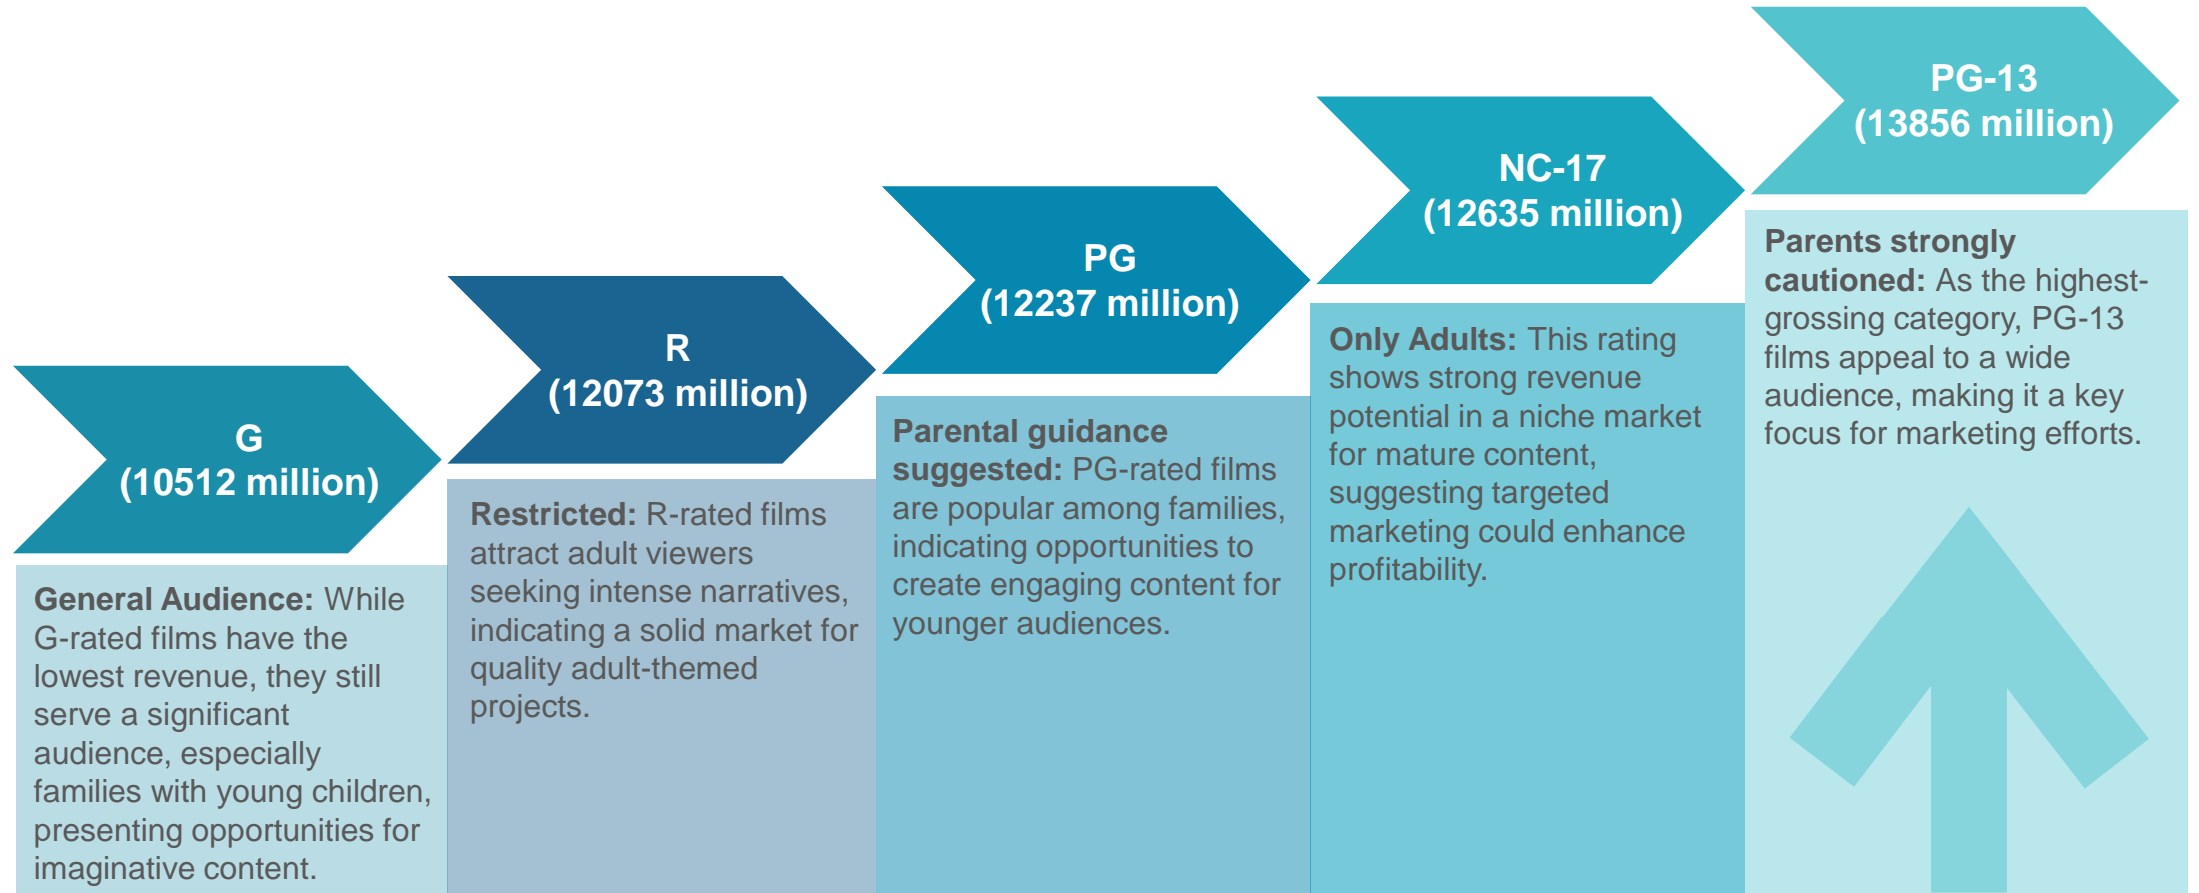 G
(10512 million)
General Audience: While
G-rated films have the
lowest revenue, they still
serve a significant
audience, especially
families with young children,
presenting opportunities for
imaginative content.
R
(12073 million)
Restricted: R-rated films
attract adult viewers
seeking intense narratives,
indicating a solid market for
quality adult-themed
projects.
PG
(12237 million)
Parental guidance
suggested: PG-rated films
are popular among families,
indicating opportunities to
create engaging content for
younger audiences.
NC-17
(12635 million)
Only Adults: This rating
shows strong revenue
potential in a niche market
for mature content,
suggesting targeted
marketing could enhance
profitability.
PG-13
(13856 million)
Parents strongly
cautioned: As the highest-
grossing category, PG-13
films appeal to a wide
audience, making it a key
focus for marketing efforts.